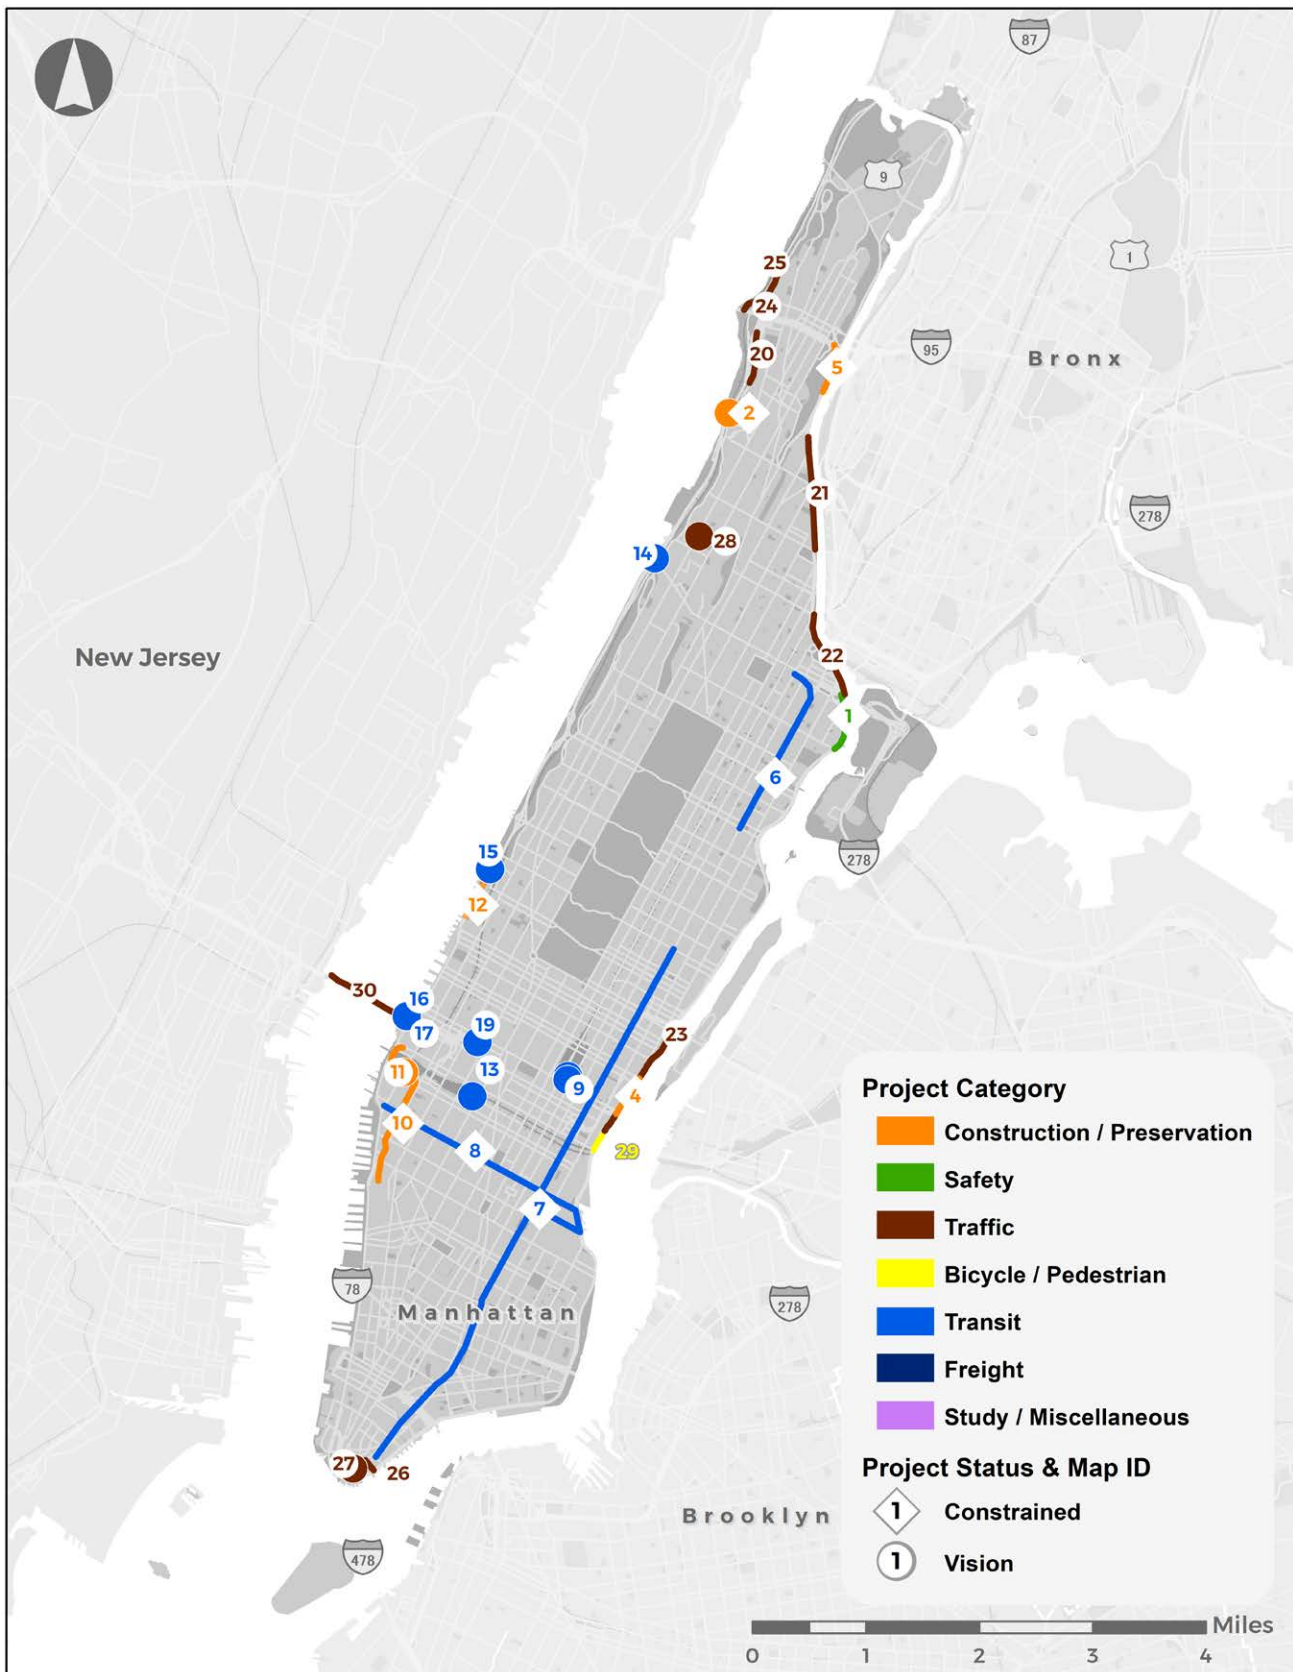 87
9
1
25
24
20
95
Bronx
5
2
21
278
28
14
New Jersey
22
1
6
278
15
12
30
16
17
19
23
13
11
9
4
10
8
29
7
78
278
Manhattan
27
26
Brooklyn
478
Project Category
Construction / Preservation
Safety
Traffic
Bicycle / Pedestrian
Transit
Freight
Study / Miscellaneous
Project Status & Map ID
1 Constrained
1 Vision
Miles
0 1 2 3 4